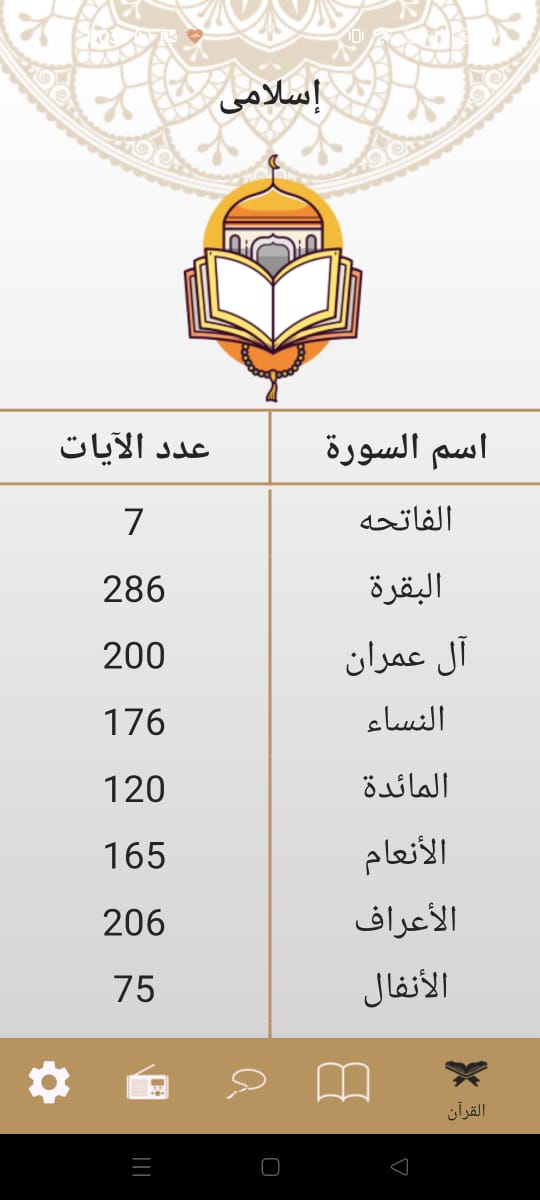 إسلامى
اسم السورة عدد الآيات
الفاتحه 7
البقرة 286
آل عمران 200
النساء 176
المائدة 120
الأنعام 165
الأعراف 206
الأنفال 75
القرآن